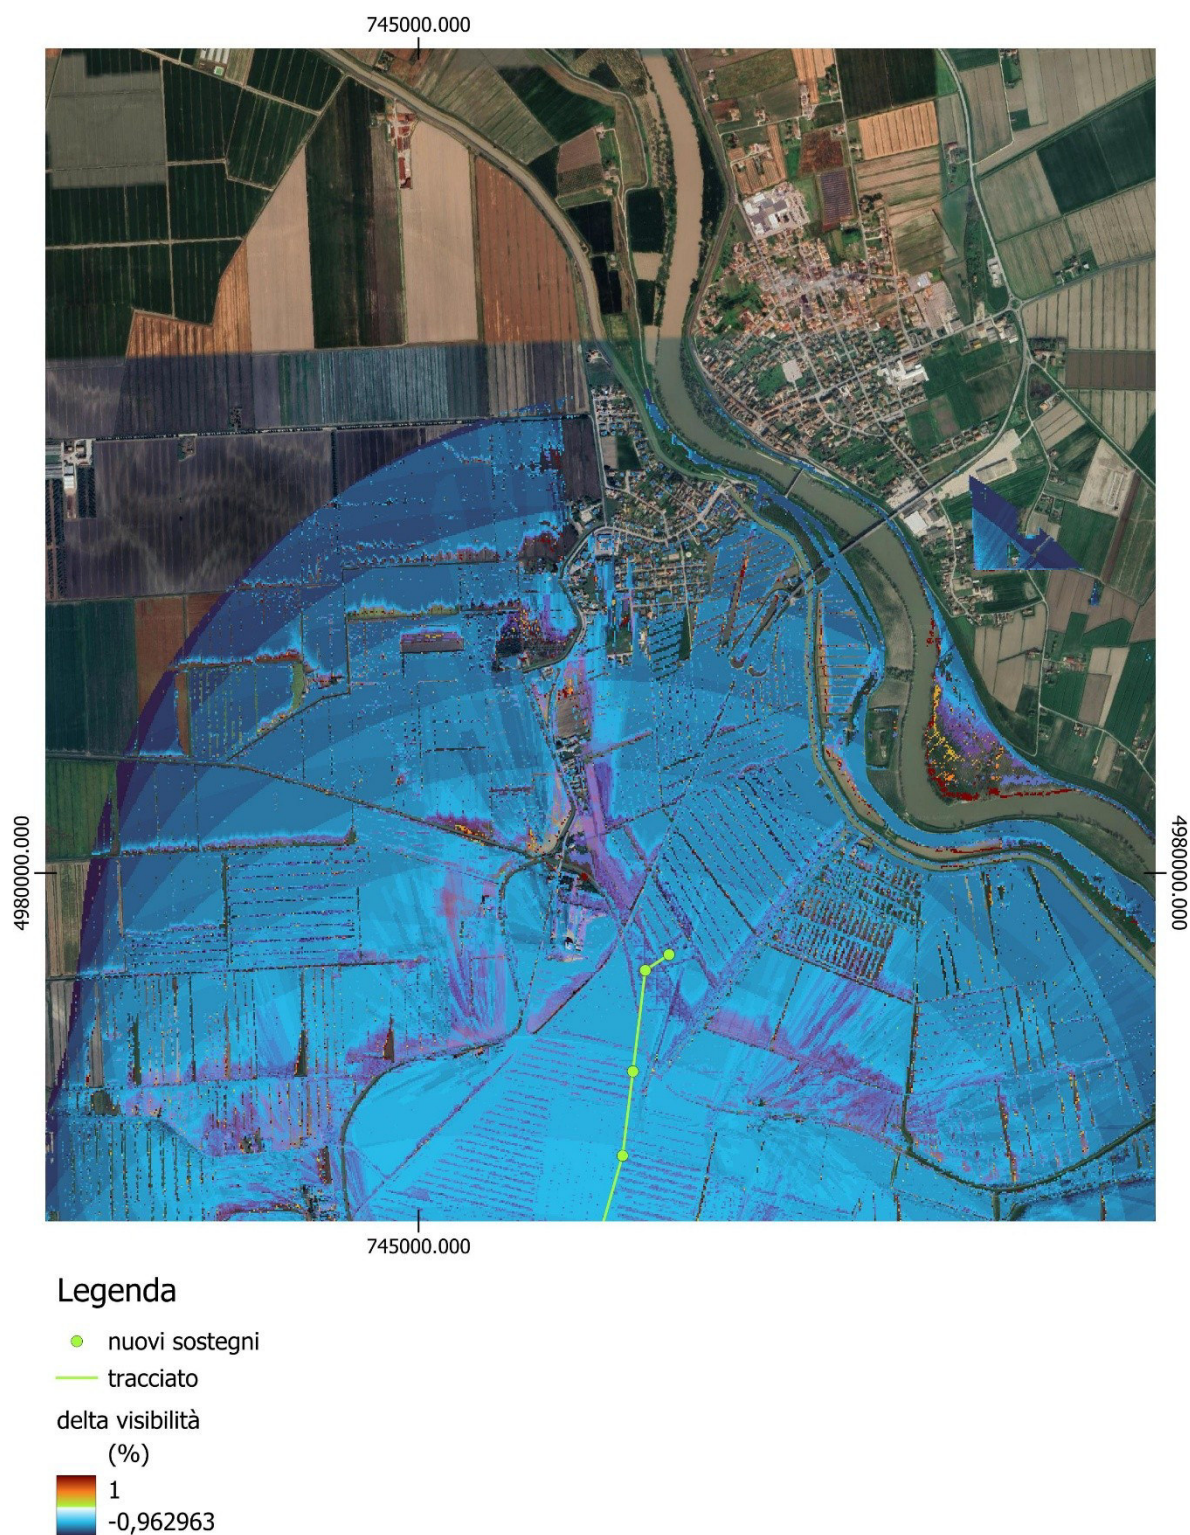 745000.000
4980000.000
4980000.000
745000.000
Legenda
nuovi sostegni
tracciato
delta visibilità
(%)
1
-0,962963